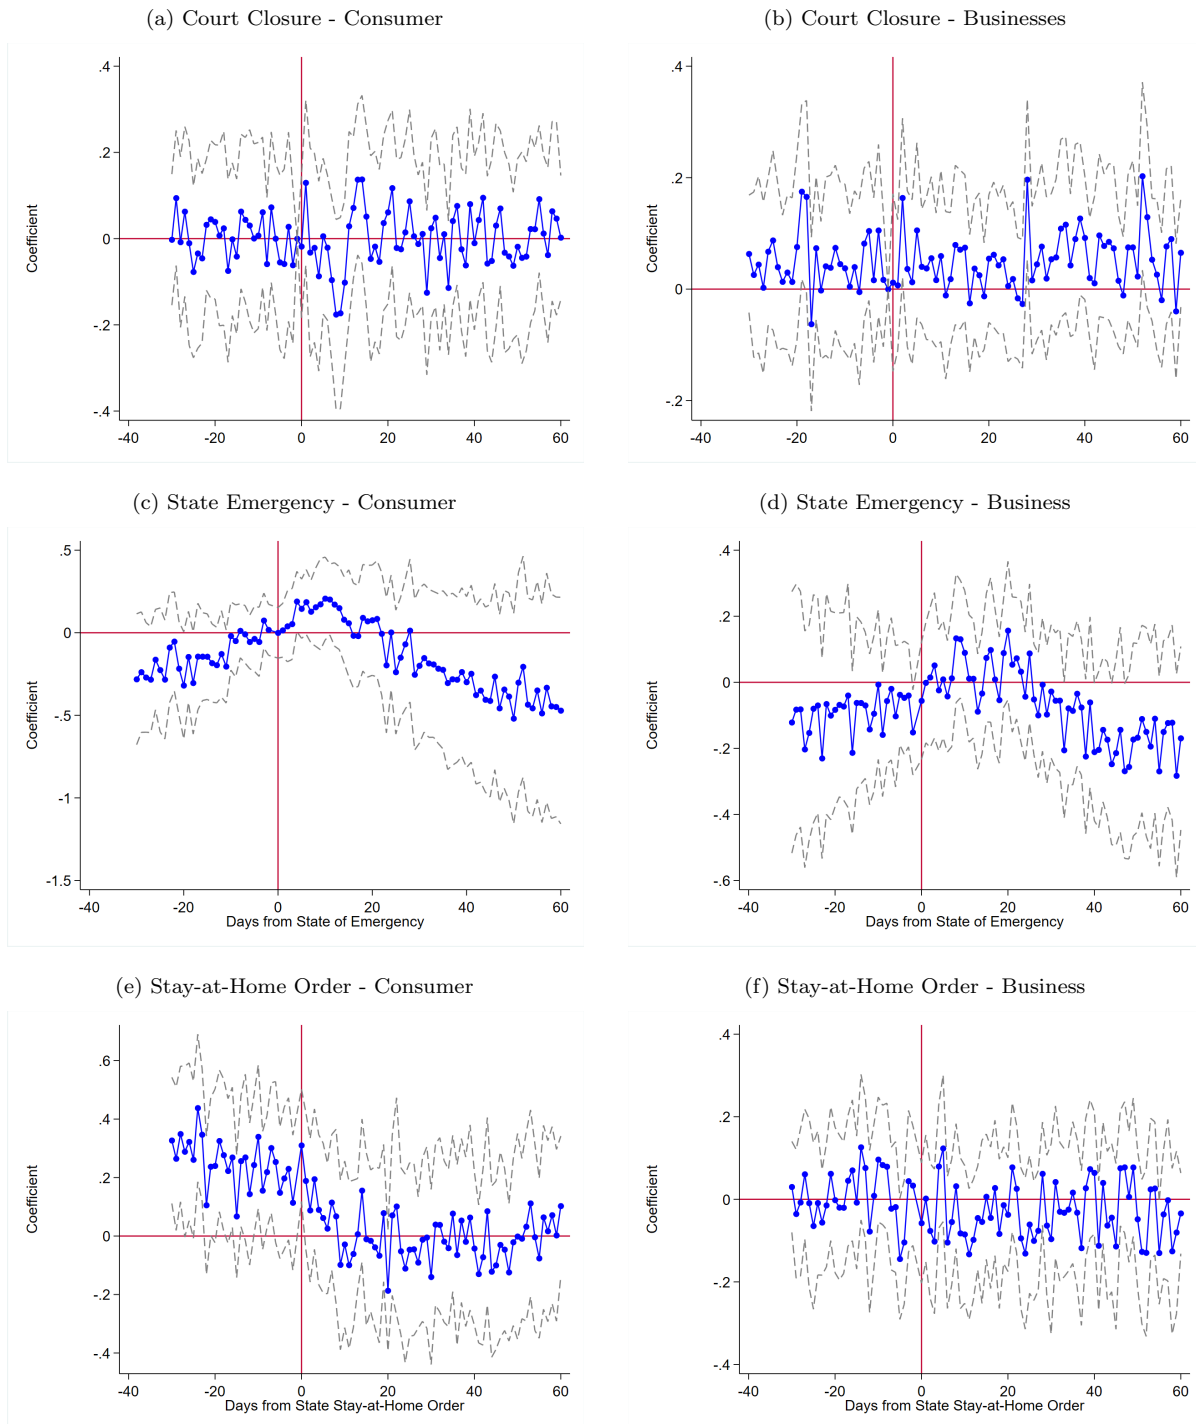 (a) Court Closure - Consumer
(b) Court Closure - Businesses
.4
.2
0
-.2
-.4
Coefficient
-40 -20 0 20 40 60
.4
.2
0
-.2
Coefficient
-40 -20 0 20 40 60
(c) State Emergency - Consumer
(d) State Emergency - Business
.5
0
-.5
-1
-1.5
Coefficient
-40 -20 0 20 40 60
Days from State of Emergency
.4
.2
0
-.2
-.4
-.6
Coefficient
-40 -20 0 20 40 60
Days from State of Emergency
(e) Stay-at-Home Order - Consumer
(f) Stay-at-Home Order - Business
.6
.4
.2
0
-.2
-.4
Coefficient
-40 -20 0 20 40 60
Days from State Stay-at-Home Order
.4
.2
0
-.2
-.4
Coefficient
-40 -20 0 20 40 60
Days from State Stay-at-Home Order